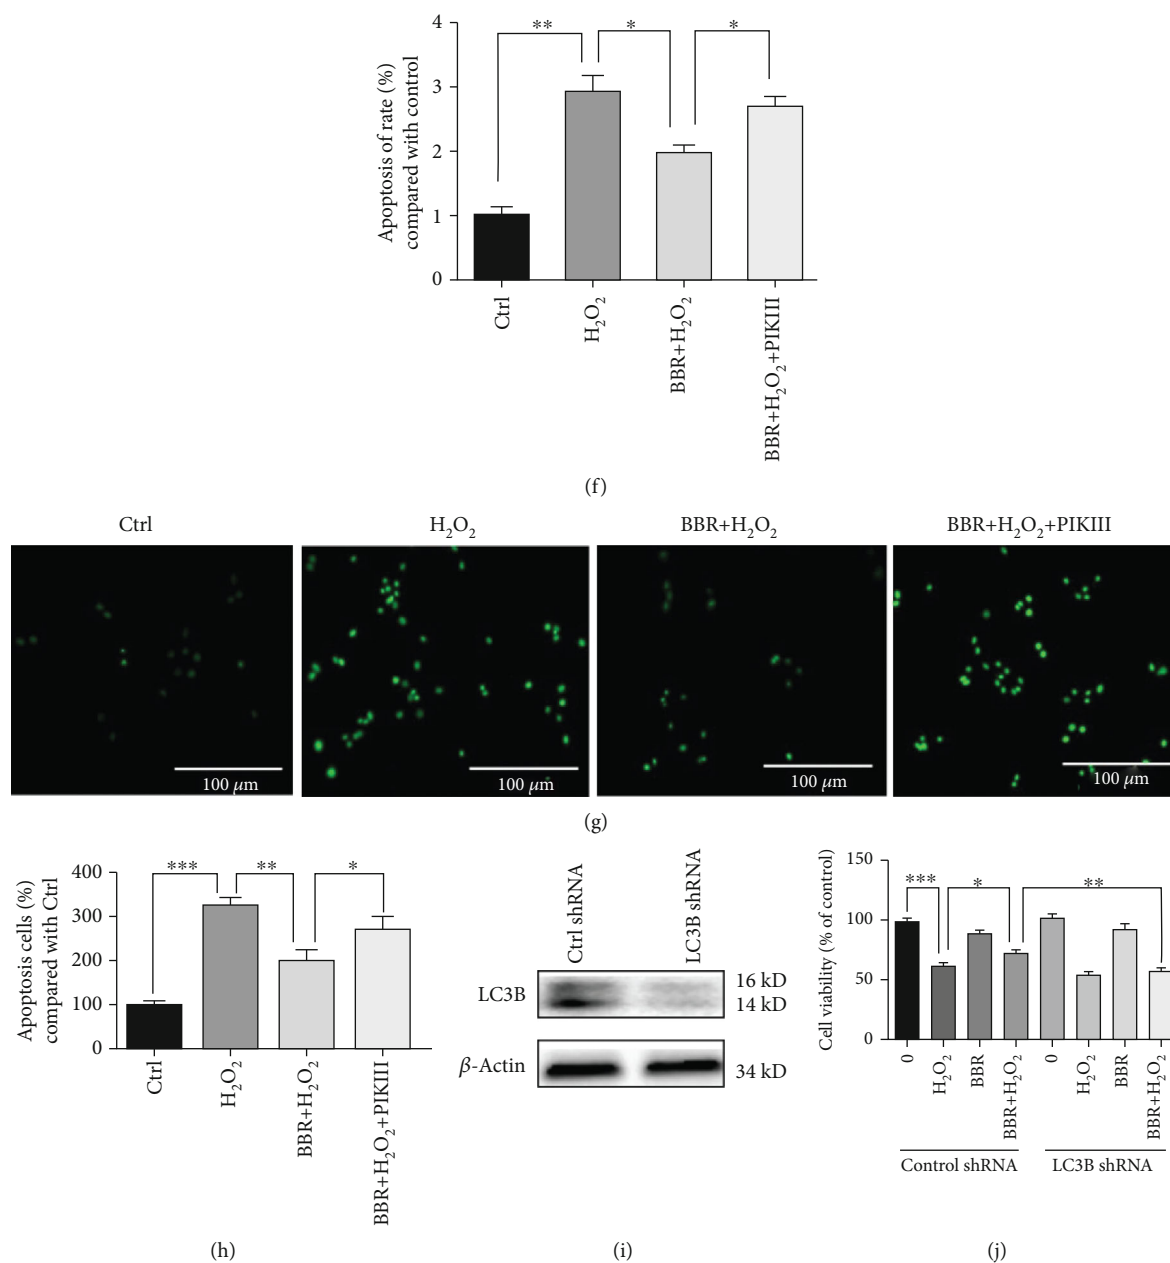 4
3
2
1
0
Apoptosis of rate (%)
compared with control
**
*
*
Ctrl
H2O2
BBR+H2O2
BBR+H2O2+PIKIII
(f)
Ctrl
H2O2
BBR+H2O2
BBR+H2O2+PIKIII
100 μm
100 μm
100 μm
100 μm
(g)
Apoptosis cells (%)
compared with Ctrl
400
300
200
100
0
***
**
*
Ctrl
H2O2
BBR+H2O2
BBR+H2O2+PIKIII
(h)
Ctrl shRNA
LC3B shRNA
LC3B
16 kD
14 kD
β-Actin
34 kD
(i)
Cell viability (% of control)
150
100
50
0
***
*
**
0
H2O2
BBR
BBR+H2O2
0
H2O2
BBR
BBR+H2O2
Control shRNA
LC3B shRNA
(j)